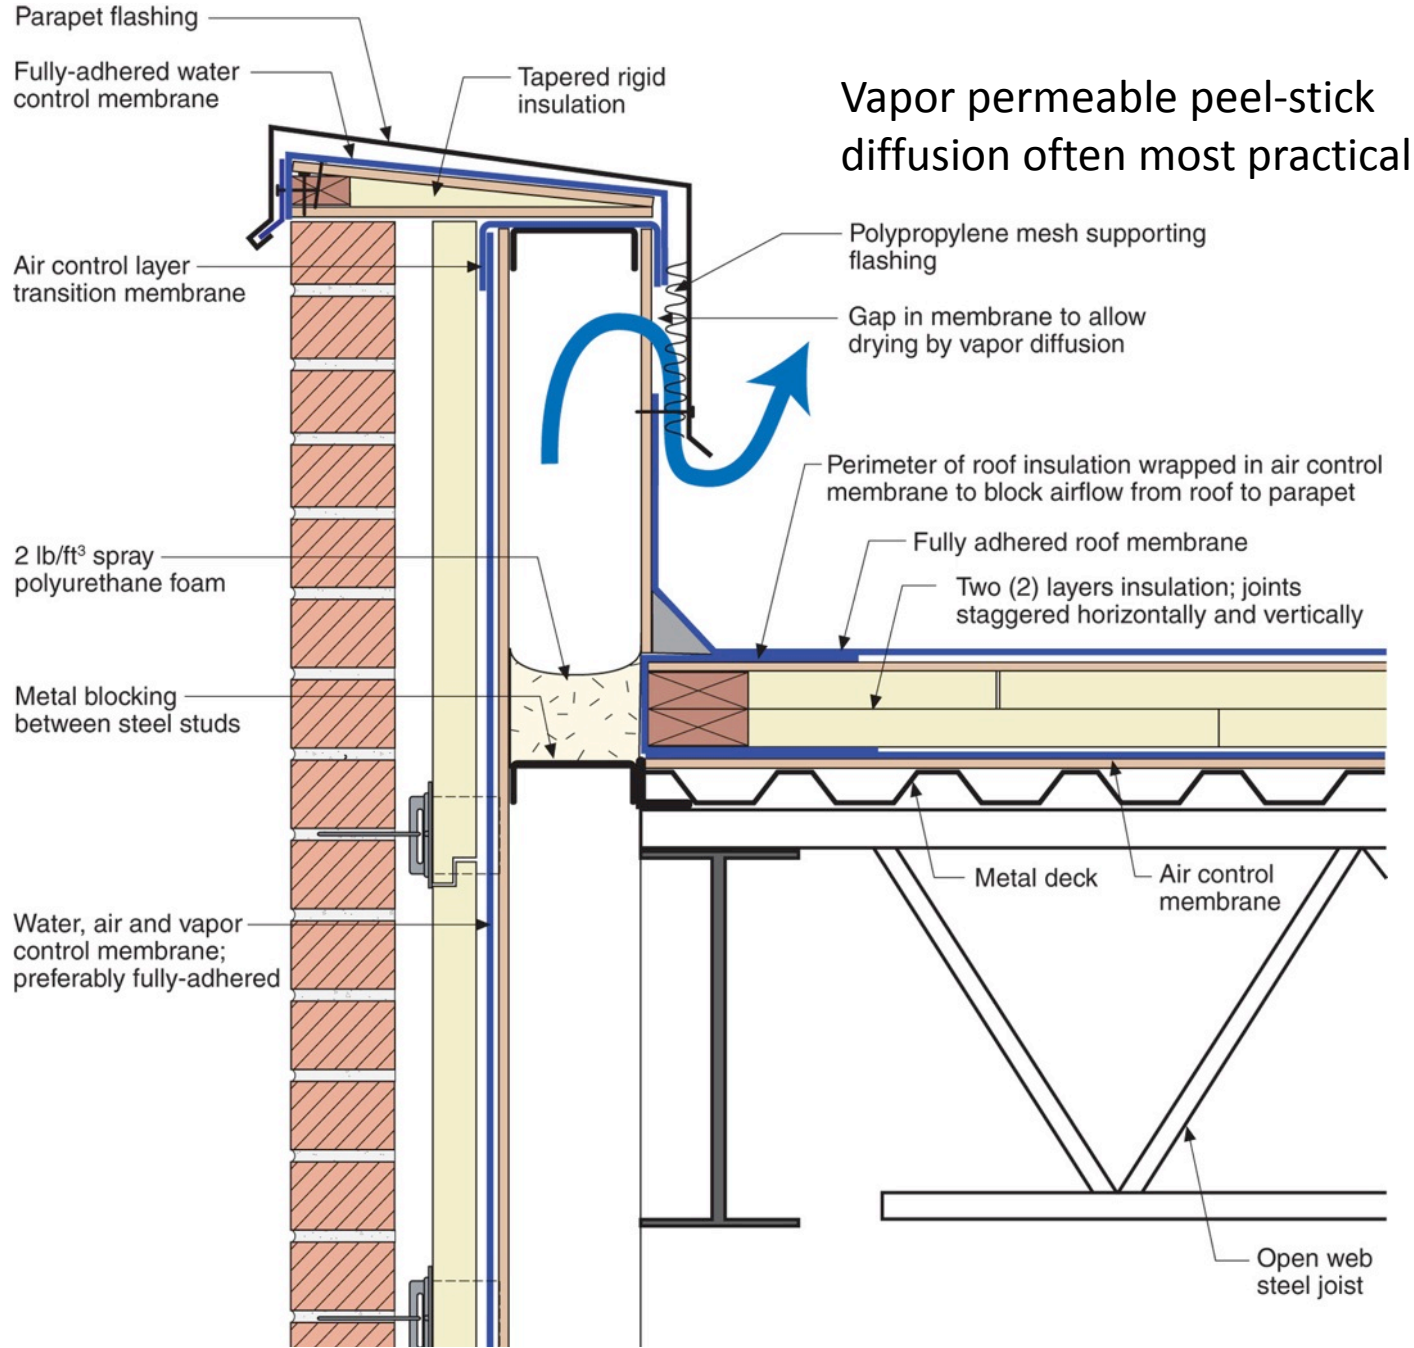 Parapet flashing
Fully-adhered water
control membrane
Tapered rigid
insulation
Vapor permeable peel-stick
diffusion often most practical
Polypropylene mesh supporting
flashing
Air control layer
transition membrane
Gap in membrane to allow
drying by vapor diffusion
Perimeter of roof insulation wrapped in air control
membrane to block airflow from roof to parapet
2 lb/ft³ spray
polyurethane foam
Fully adhered roof membrane
Two (2) layers insulation; joints
staggered horizontally and vertically
Metal blocking
between steel studs
Metal deck
Air control
membrane
Water, air and vapor
control membrane;
preferably fully-adhered
Open web
steel joist